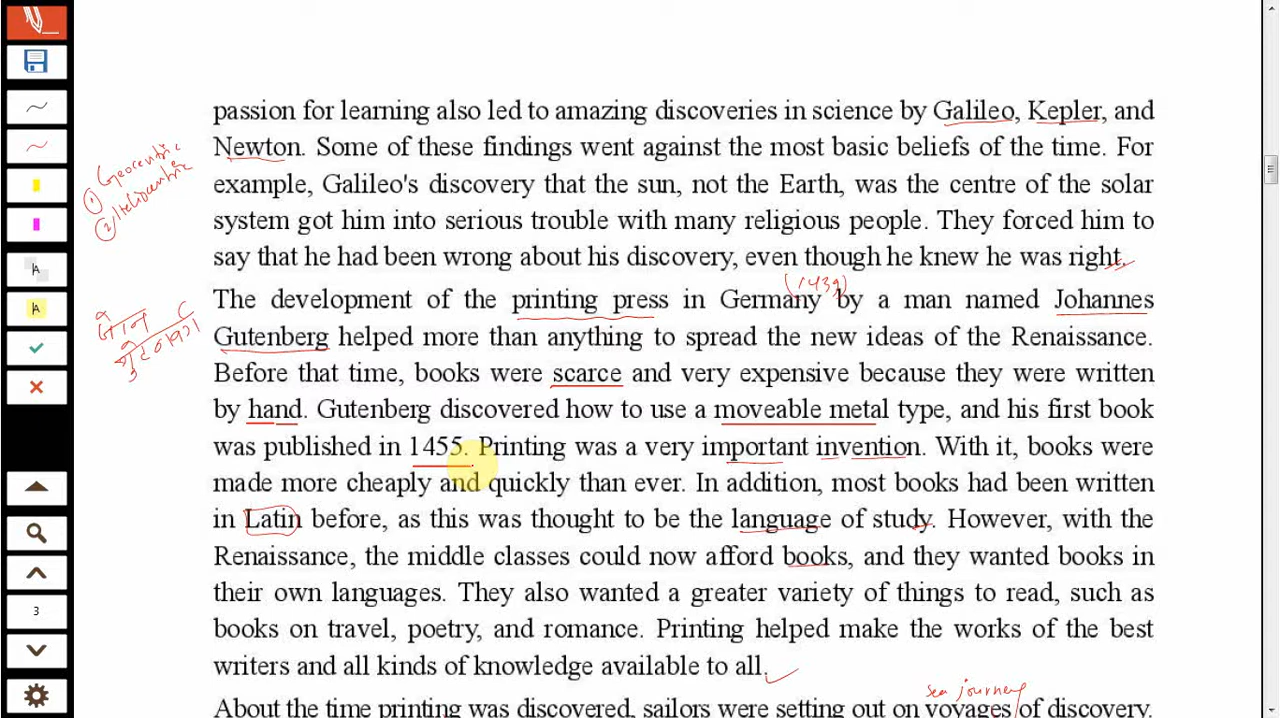 passion for learning also led to amazing discoveries in science by Galileo, Kepler, and
Newton. Some of these findings went against the most basic beliefs of the time. For
example, Galileo's discovery that the sun, not the Earth, was the centre of the solar
system got him into serious trouble with many religious people. They forced him to
say that he had been wrong about his discovery, even though he knew he was right.
① Geocentric
② Heliocentric
(1439)
The development of the printing press in Germany by a man named Johannes
Gutenberg helped more than anything to spread the new ideas of the Renaissance.
Before that time, books were scarce and very expensive because they were written
by hand. Gutenberg discovered how to use a moveable metal type, and his first book
was published in 1455. Printing was a very important invention. With it, books were
made more cheaply and quickly than ever. In addition, most books had been written
in Latin before, as this was thought to be the language of study. However, with the
Renaissance, the middle classes could now afford books, and they wanted books in
their own languages. They also wanted a greater variety of things to read, such as
books on travel, poetry, and romance. Printing helped make the works of the best
writers and all kinds of knowledge available to all.
sea journey
About the time printing was discovered, sailors were setting out on voyages of discovery.
3